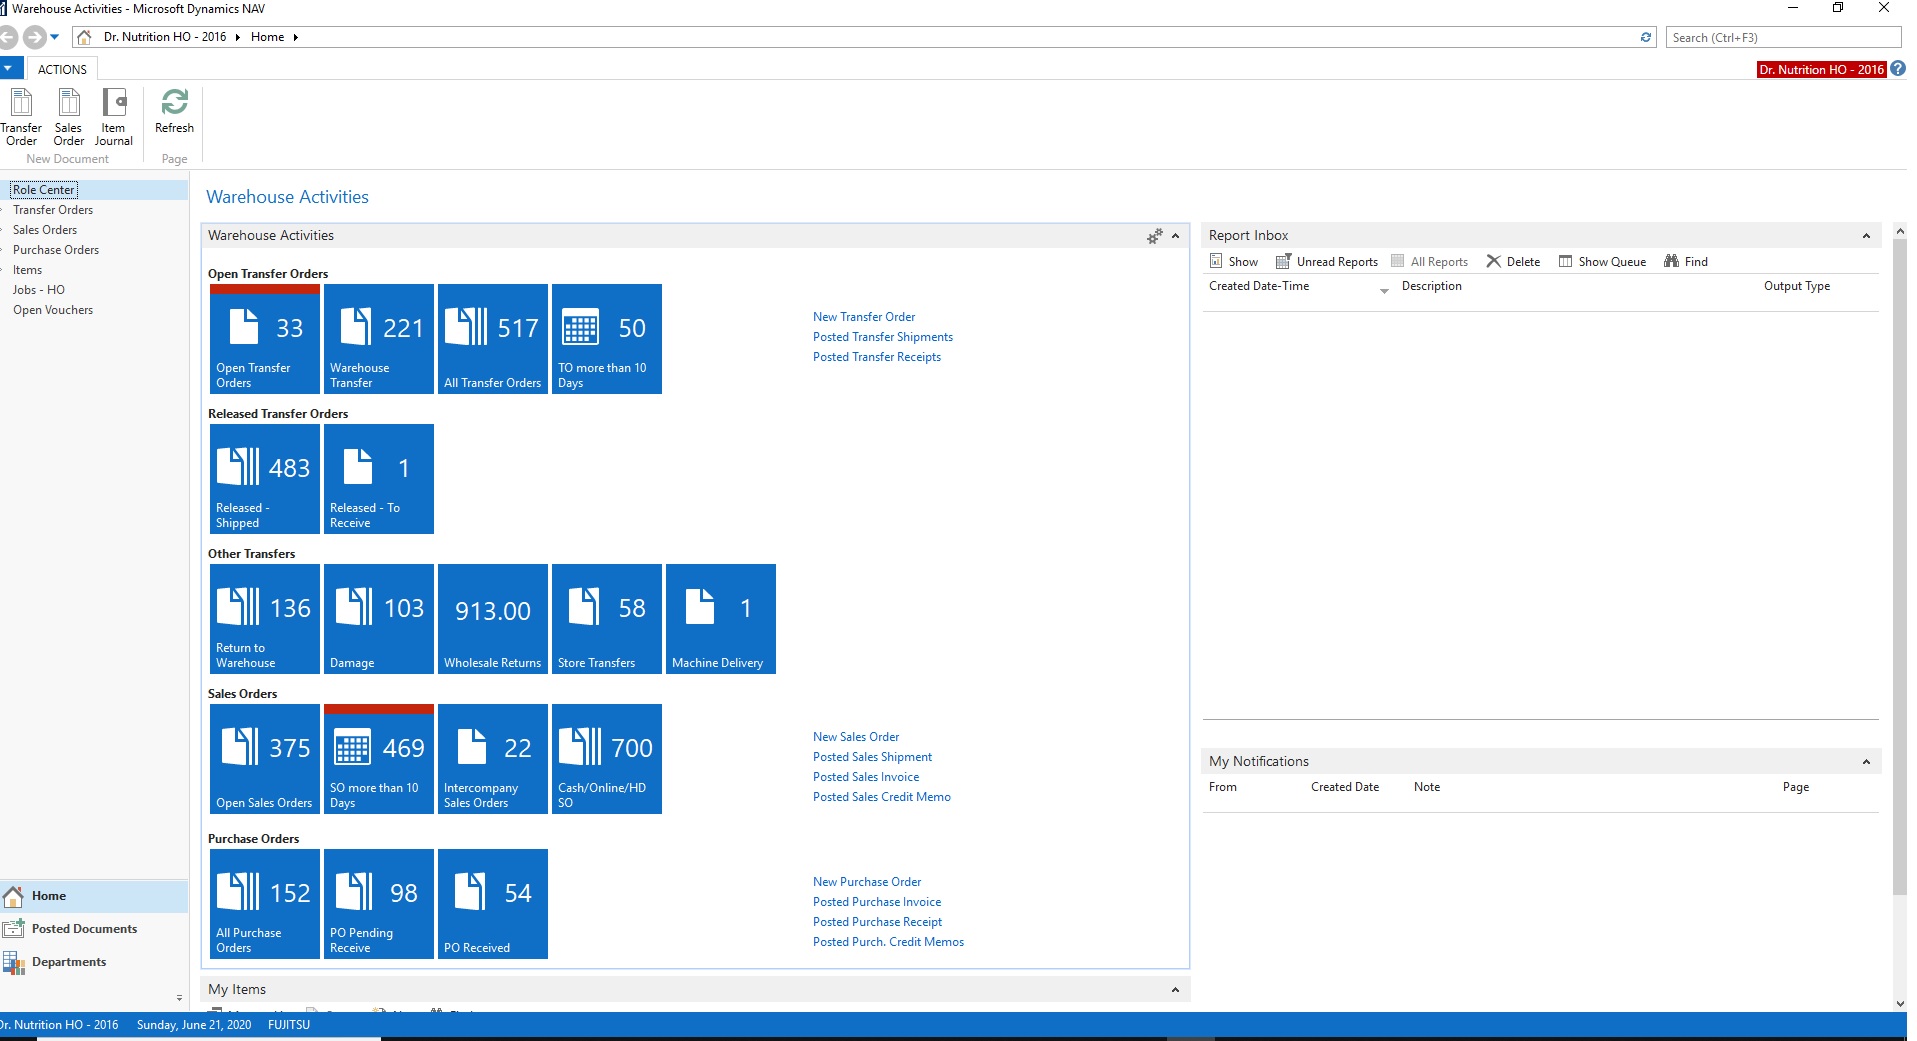 Warehouse Activities - Microsoft Dynamics NAV
Dr. Nutrition HO - 2016 Home
Search (Ctrl+F3)
ACTIONS
Dr. Nutrition HO - 2016
Transfer Order
Sales Order
Item Journal
Refresh
New Document
Page
Role Center
Transfer Orders
Sales Orders
Purchase Orders
Items
Jobs - HO
Open Vouchers
Home
Posted Documents
Departments
Warehouse Activities
Warehouse Activities
Open Transfer Orders
33
Open Transfer Orders
221
Warehouse Transfer
517
All Transfer Orders
50
TO more than 10 Days
New Transfer Order
Posted Transfer Shipments
Posted Transfer Receipts
Released Transfer Orders
483
Released - Shipped
1
Released - To Receive
Other Transfers
136
Return to Warehouse
103
Damage
913.00
Wholesale Returns
58
Store Transfers
1
Machine Delivery
Sales Orders
375
Open Sales Orders
469
SO more than 10 Days
22
Intercompany Sales Orders
700
Cash/Online/HD SO
New Sales Order
Posted Sales Shipment
Posted Sales Invoice
Posted Sales Credit Memo
Purchase Orders
152
All Purchase Orders
98
PO Pending Receive
54
PO Received
New Purchase Order
Posted Purchase Invoice
Posted Purchase Receipt
Posted Purch. Credit Memos
My Items
Report Inbox
Show Unread Reports All Reports Delete Show Queue Find
Created Date-Time Description Output Type
My Notifications
From Created Date Note Page
Dr. Nutrition HO - 2016 Sunday, June 21, 2020 FUJITSU